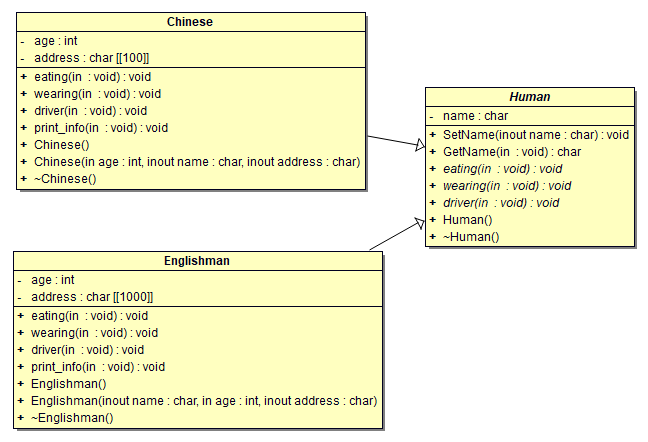 Chinese
- age : int
- address : char [[100]]
+ eating(in : void) : void
+ wearing(in : void) : void
+ driver(in : void) : void
+ print_info(in : void) : void
+ Chinese()
+ Chinese(in age : int, inout name : char, inout address : char)
+ ~Chinese()
Human
- name : char
+ SetName(inout name : char) : void
+ GetName(in : void) : char
+ eating(in : void) : void
+ wearing(in : void) : void
+ driver(in : void) : void
+ Human()
+ ~Human()
Englishman
- age : int
- address : char [[1000]]
+ eating(in : void) : void
+ wearing(in : void) : void
+ driver(in : void) : void
+ print_info(in : void) : void
+ Englishman()
+ Englishman(inout name : char, in age : int, inout address : char)
+ ~Englishman()